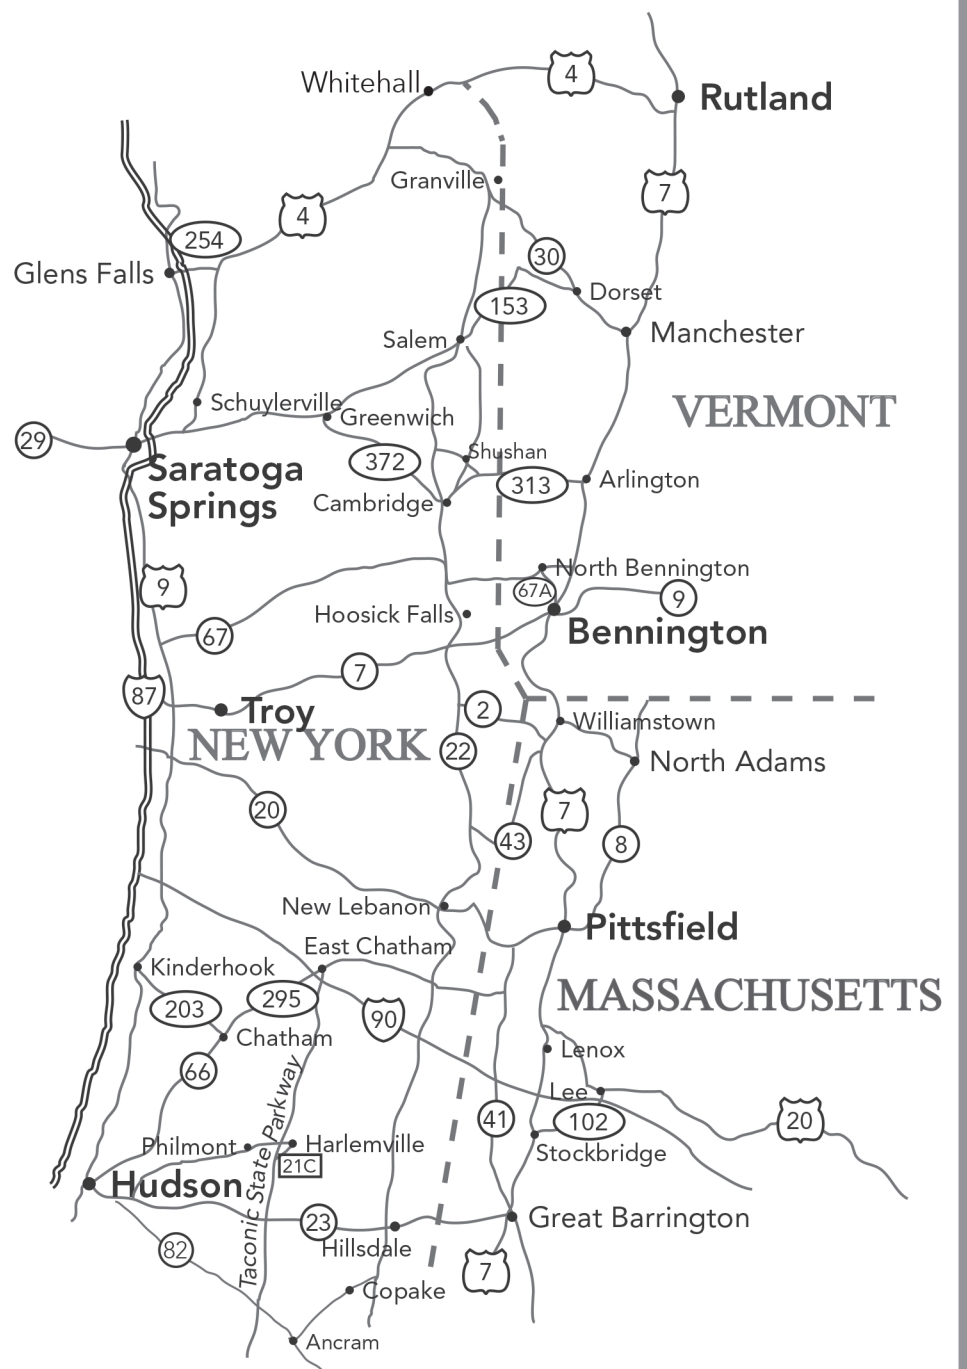 Whitehall
4
Rutland
Granville
7
4
254
30
Glens Falls
153
Dorset
Salem
Manchester
Schuylerville
Greenwich
VERMONT
29
372
Shushan
Saratoga
Springs
313
Arlington
Cambridge
9
North Bennington
67A
9
Hoosick Falls
67
Bennington
7
87
Troy
2
Williamstown
NEW YORK
22
North Adams
20
7
43
8
New Lebanon
Pittsfield
East Chatham
Kinderhook
203
295
MASSACHUSETTS
90
Chatham
Lenox
66
Taconic State Parkway
Lee
41
102
20
Philmont
Harlemville
Stockbridge
21C
Hudson
23
Great Barrington
82
Hillsdale
7
Copake
Ancram